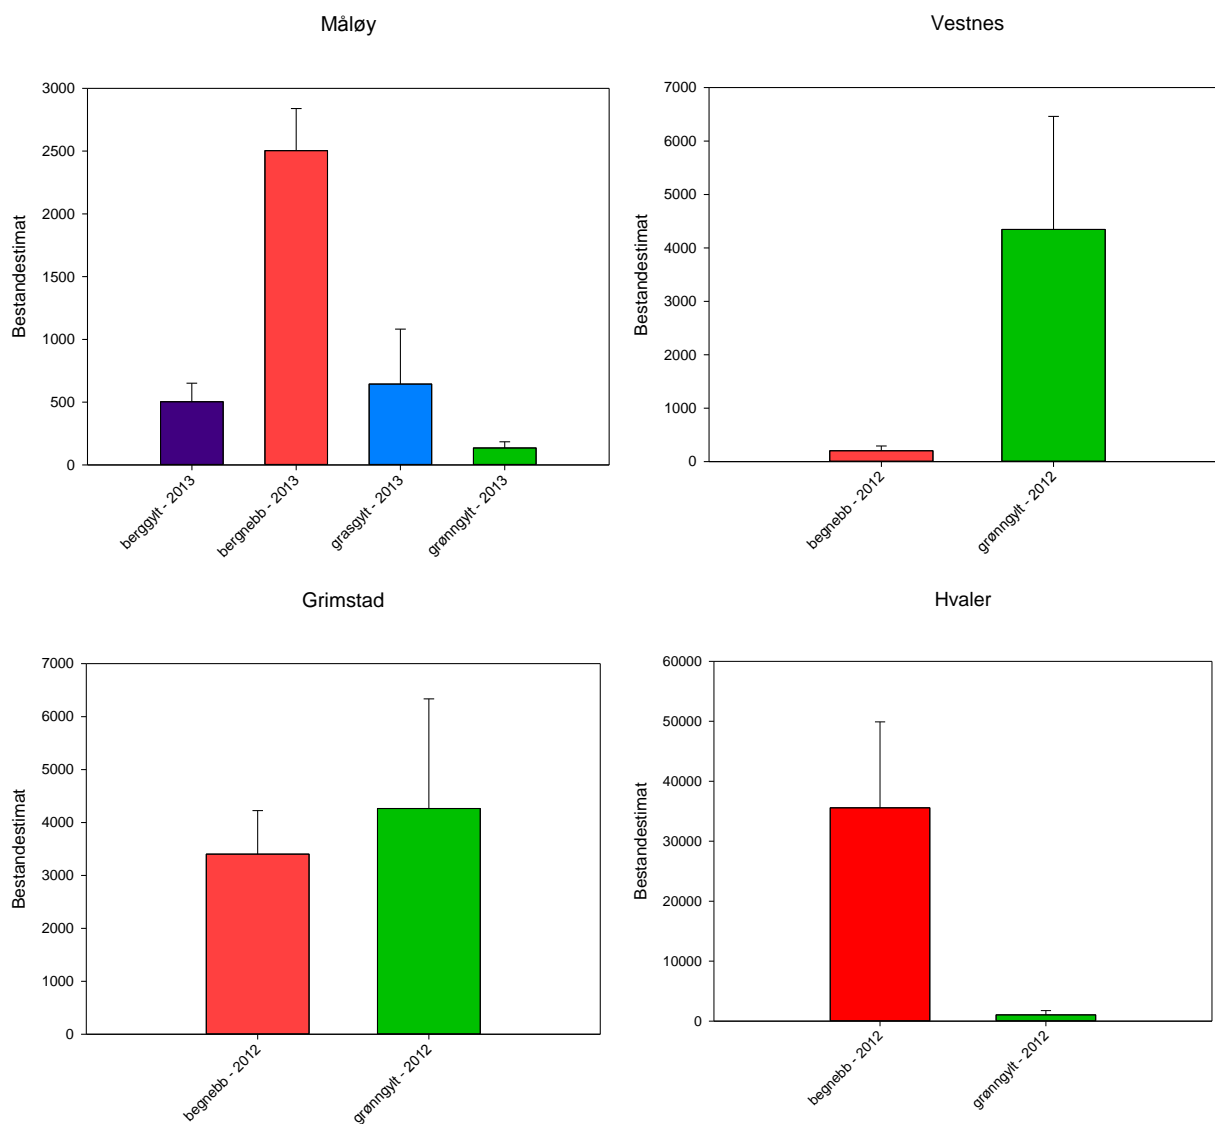 Måløy
Bestandestimat
3000
2500
2000
1500
1000
500
0
berggylt - 2013
bergnebb - 2013
grasgylt - 2013
grønngylt - 2013
Vestnes
Bestandestimat
7000
6000
5000
4000
3000
2000
1000
0
begnebb - 2012
grønngylt - 2012
Grimstad
Bestandestimat
7000
6000
5000
4000
3000
2000
1000
0
begnebb - 2012
grønngylt - 2012
Hvaler
Bestandestimat
60000
50000
40000
30000
20000
10000
0
begnebb - 2012
grønngylt - 2012